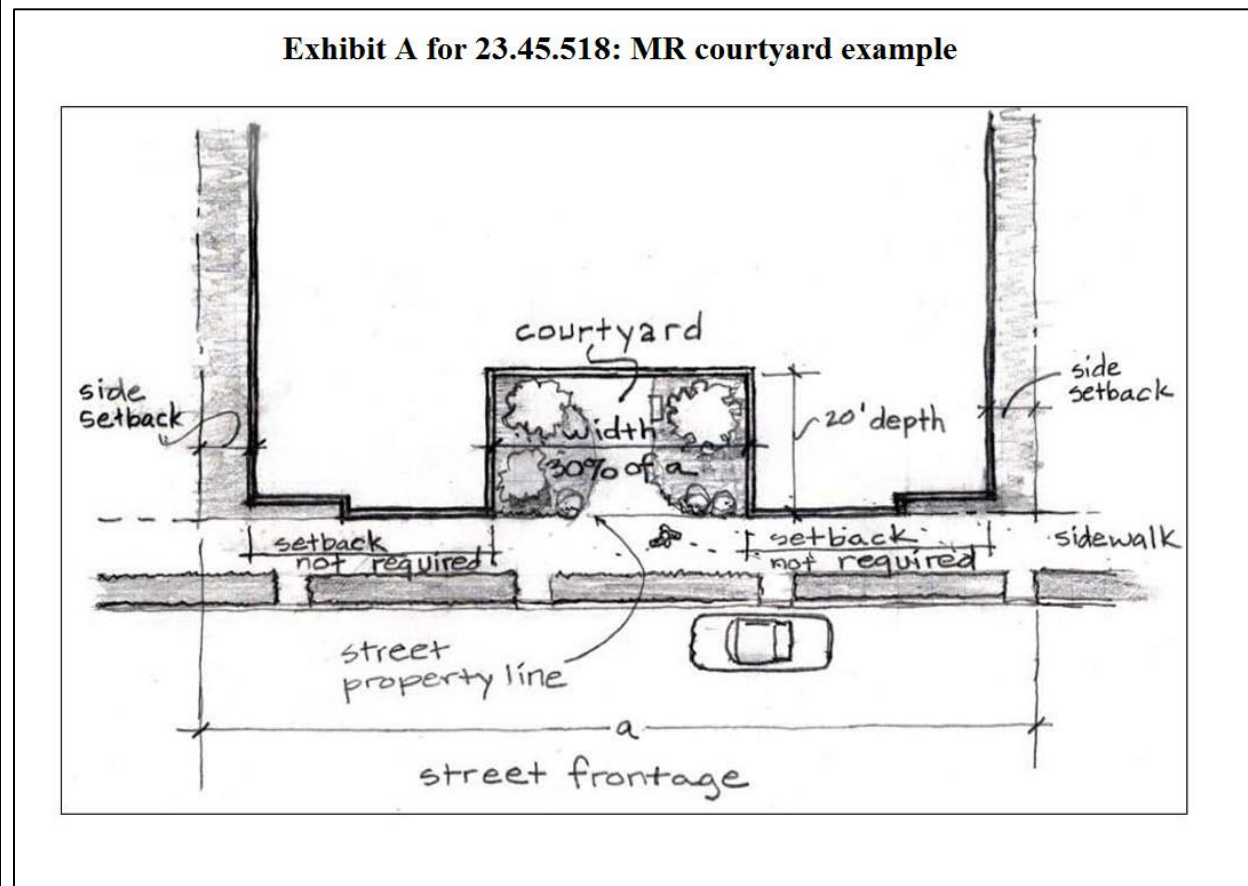 Exhibit A for 23.45.518: MR courtyard example
courtyard
side
setback
side
setback
width
20' depth
30% of a
setback
not required
setback
not required
sidewalk
street
property line
a
street frontage